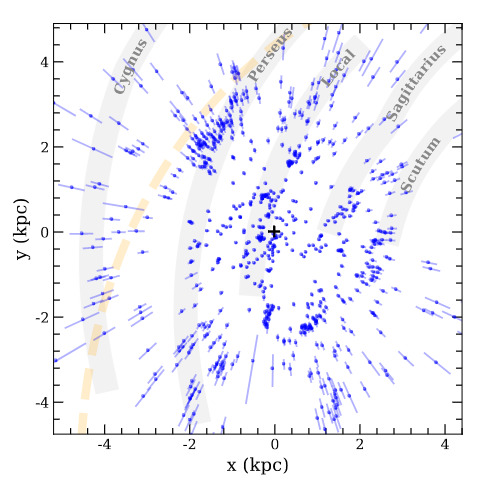 Cygnus
Perseus
Local
Sagittarius
Scutum
4
2
0
-2
-4
y (kpc)
-4
-2
0
2
4
x (kpc)